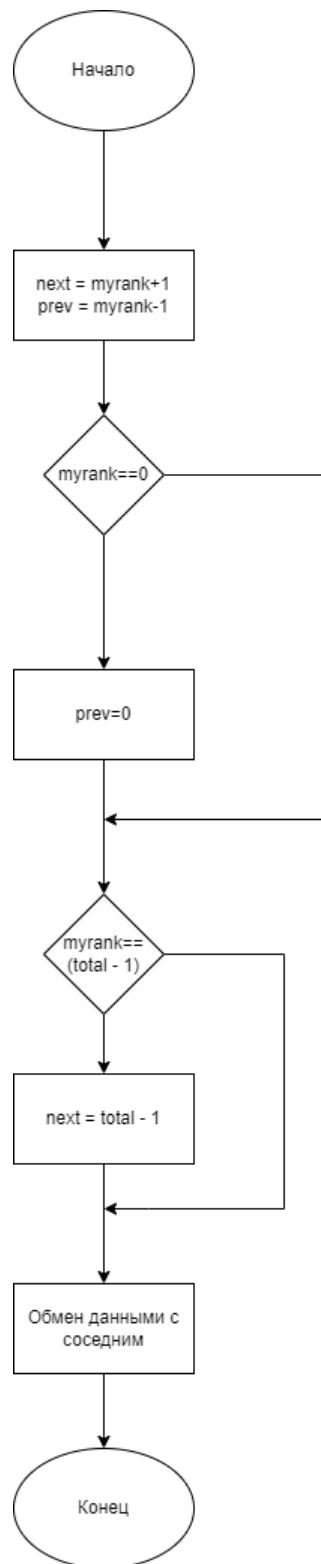 Начало
next = myrank+1
prev = myrank-1
myrank==0
prev=0
myrank==
(total - 1)
next = total - 1
Обмен данными с
соседним
Конец